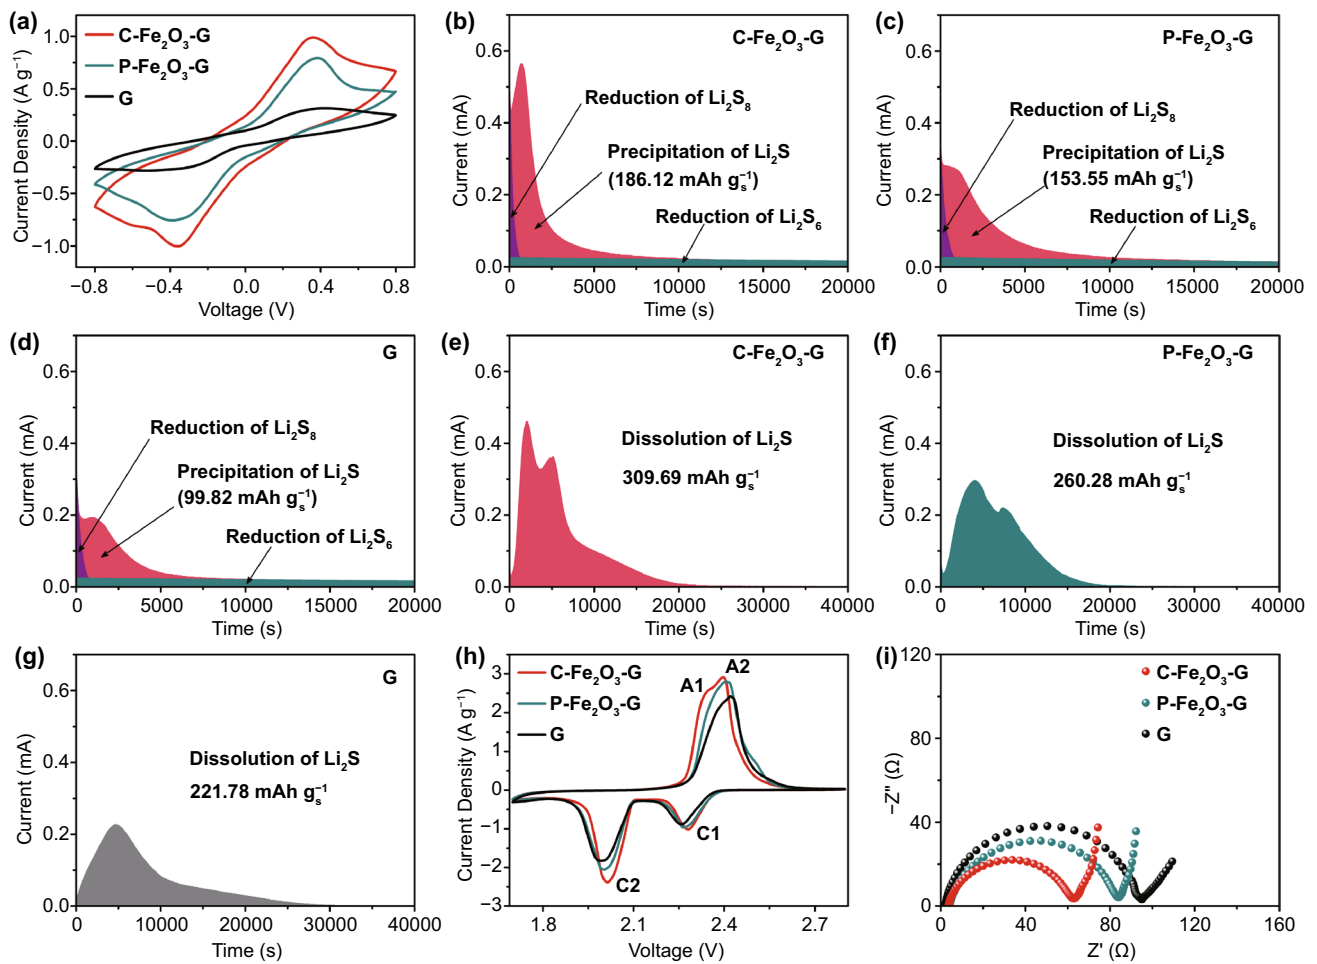 (a)
C-Fe₂O₃-G
P-Fe₂O₃-G
G
Current Density (A g⁻¹)
1.0
0.5
0.0
−0.5
−1.0
−0.8
−0.4
0.0
0.4
0.8
Voltage (V)
(b)
C-Fe₂O₃-G
Reduction of Li₂S₈
Precipitation of Li₂S
(186.12 mAh gₛ⁻¹)
Reduction of Li₂S₆
Current (mA)
0.6
0.4
0.2
0.0
0
5000
10000
15000
20000
Time (s)
(c)
P-Fe₂O₃-G
Reduction of Li₂S₈
Precipitation of Li₂S
(153.55 mAh gₛ⁻¹)
Reduction of Li₂S₆
Current (mA)
0.6
0.4
0.2
0.0
0
5000
10000
15000
20000
Time (s)
(d)
G
Reduction of Li₂S₈
Precipitation of Li₂S
(99.82 mAh gₛ⁻¹)
Reduction of Li₂S₆
Current (mA)
0.6
0.4
0.2
0.0
0
5000
10000
15000
20000
Time (s)
(e)
C-Fe₂O₃-G
Dissolution of Li₂S
309.69 mAh gₛ⁻¹
Current (mA)
0.6
0.4
0.2
0.0
0
10000
20000
30000
40000
Time (s)
(f)
P-Fe₂O₃-G
Dissolution of Li₂S
260.28 mAh gₛ⁻¹
Current (mA)
0.6
0.4
0.2
0.0
0
10000
20000
30000
40000
Time (s)
(g)
G
Dissolution of Li₂S
221.78 mAh gₛ⁻¹
Current (mA)
0.6
0.4
0.2
0.0
0
10000
20000
30000
40000
Time (s)
(h)
C-Fe₂O₃-G
P-Fe₂O₃-G
G
A1
A2
C1
C2
Current Density (A g⁻¹)
3
2
1
0
−1
−2
−3
1.8
2.1
2.4
2.7
Voltage (V)
(i)
C-Fe₂O₃-G
P-Fe₂O₃-G
G
−Z'' (Ω)
120
80
40
0
0
40
80
120
160
Z' (Ω)